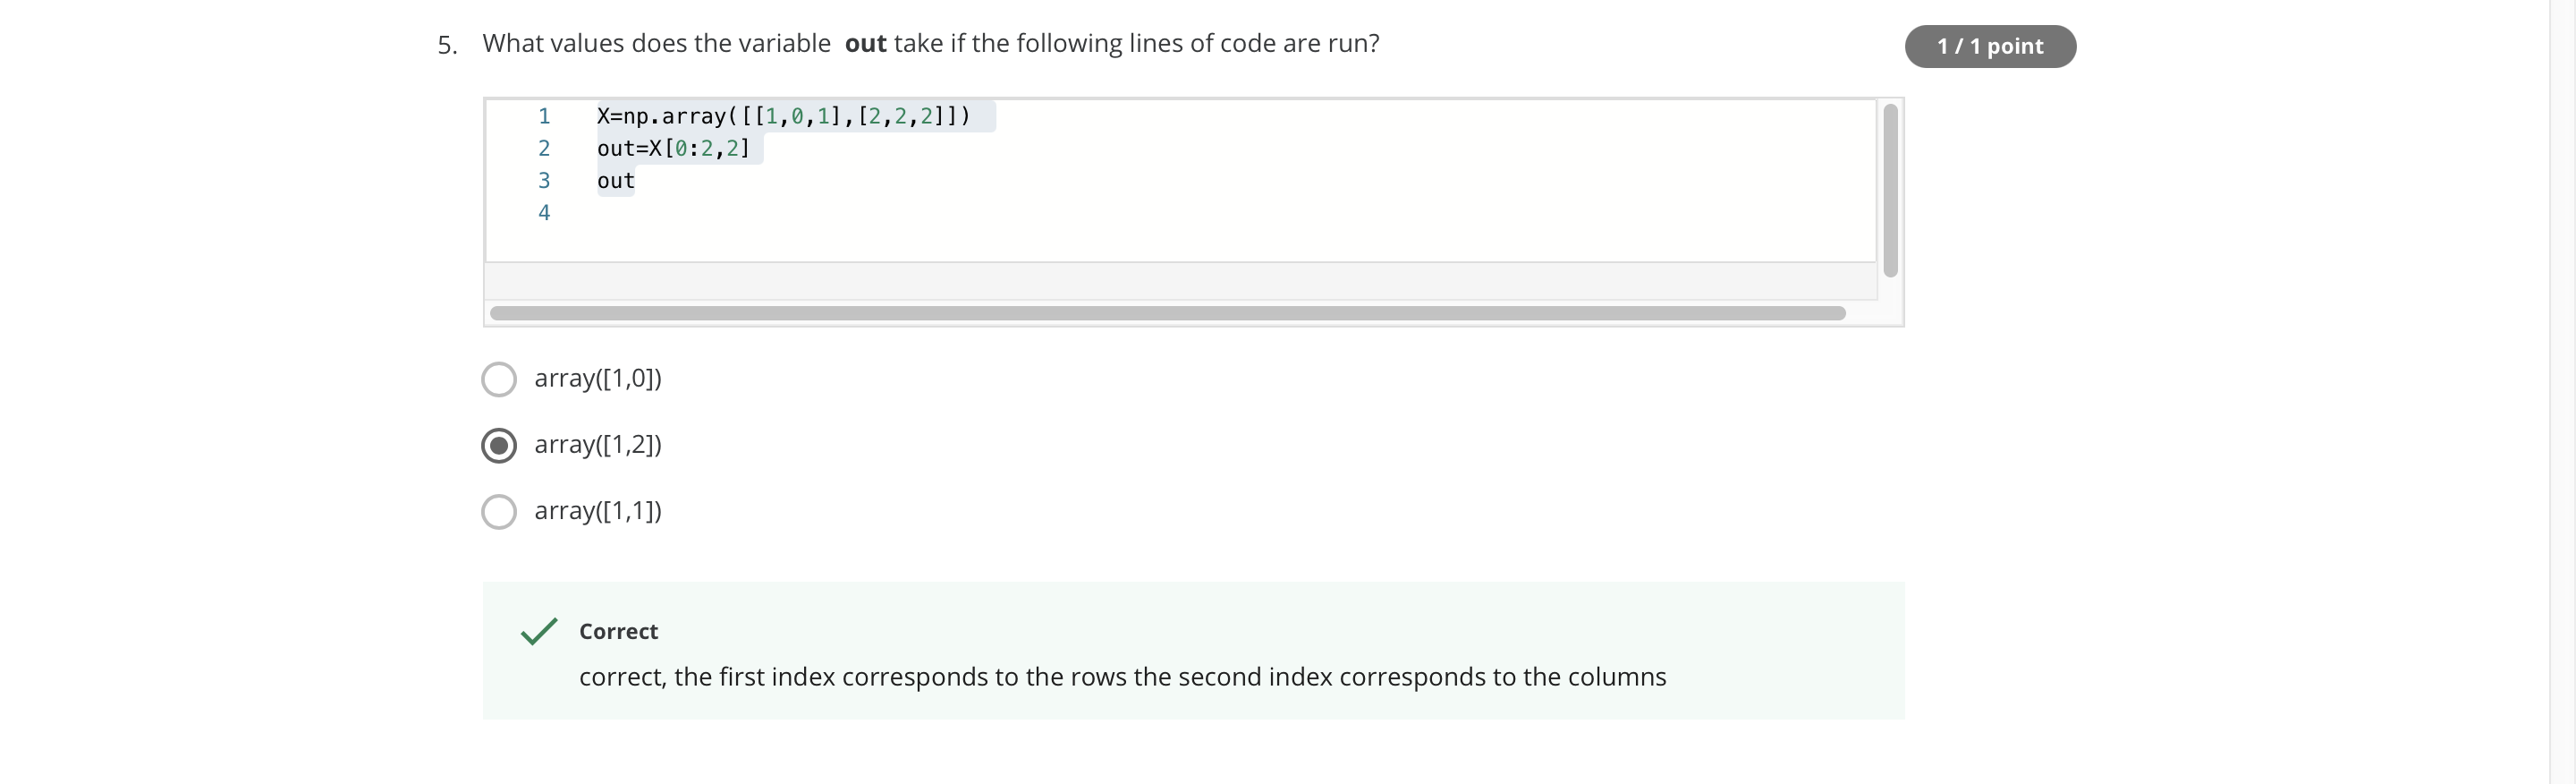 5. What values does the variable out take if the following lines of code are run?
1 / 1 point
1 X=np.array([[1,0,1],[2,2,2]])
2 out=X[0:2,2]
3 out
4
array([1,0])
array([1,2])
array([1,1])
Correct
correct, the first index corresponds to the rows the second index corresponds to the columns